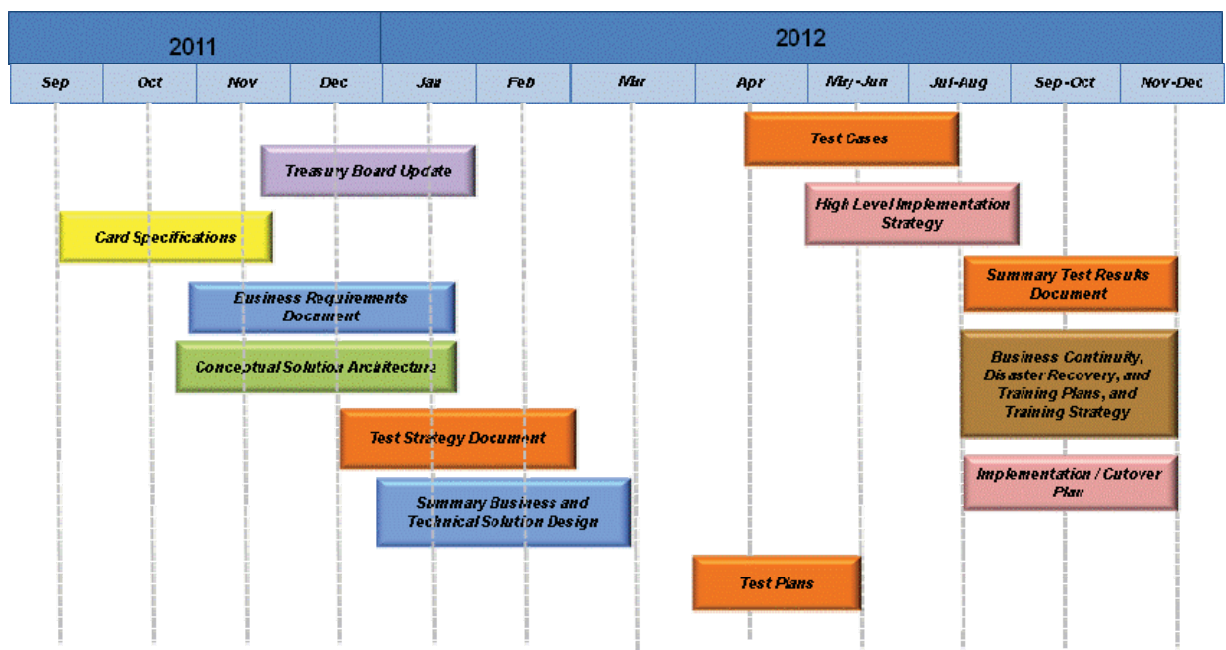 2011
2012
Sep
Oct
Nov
Dec
Jan
Feb
Mar
Apr
May-Jun
Jul-Aug
Sep-Oct
Nov-Dec
Test Cases
Treasury Board Update
High Level Implementation
Strategy
Card Specifications
Summary Test Results
Document
Business Requirements
Document
Conceptual Solution Architecture
Business Continuity,
Disaster Recovery, and
Training Plans, and
Training Strategy
Test Strategy Document
Implementation / Cutover
Plan
Summary Business and
Technical Solution Design
Test Plans